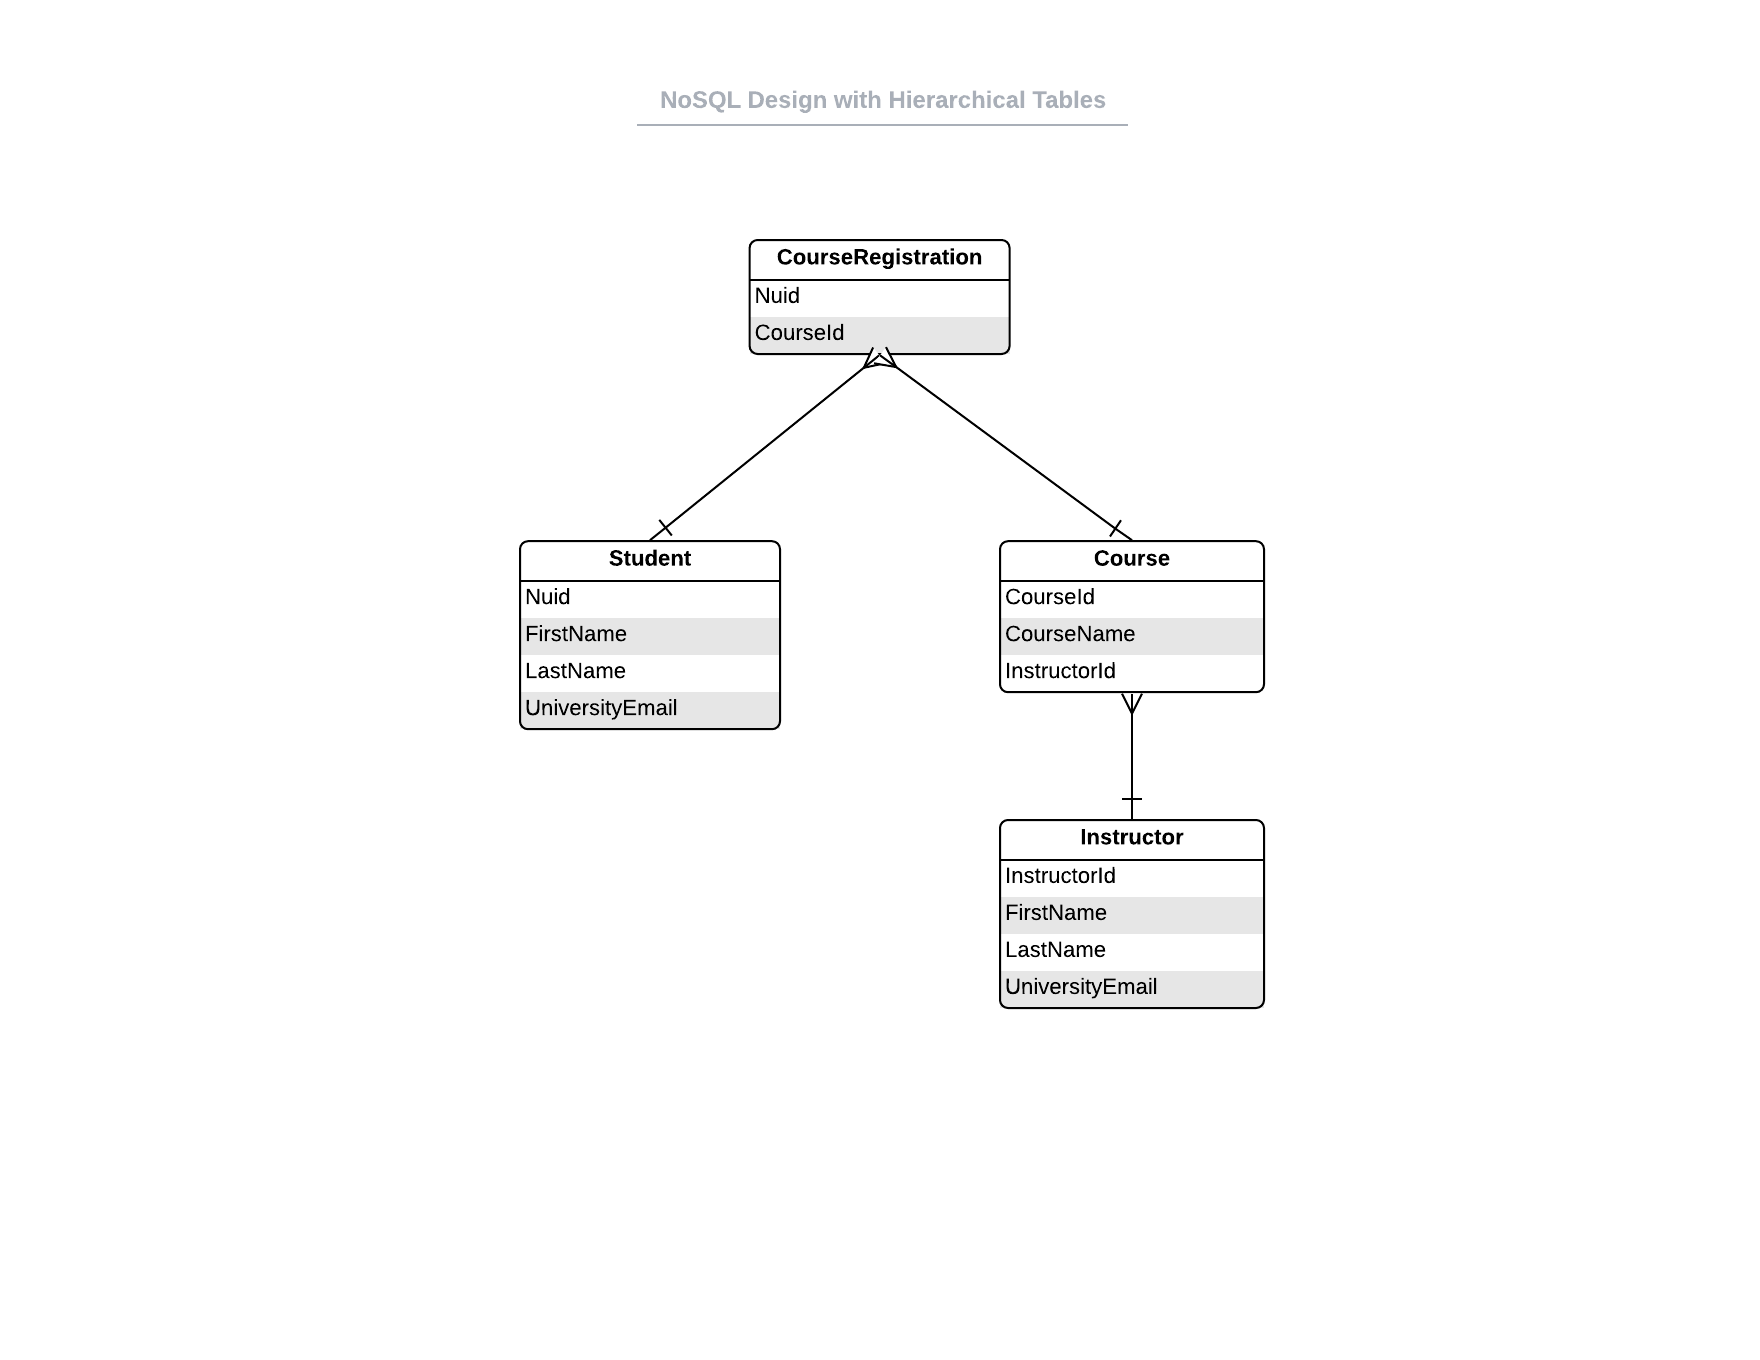 NoSQL Design with Hierarchical Tables
CourseRegistration
Nuid
CourseId
Student
Nuid
FirstName
LastName
UniversityEmail
Course
CourseId
CourseName
InstructorId
Instructor
InstructorId
FirstName
LastName
UniversityEmail